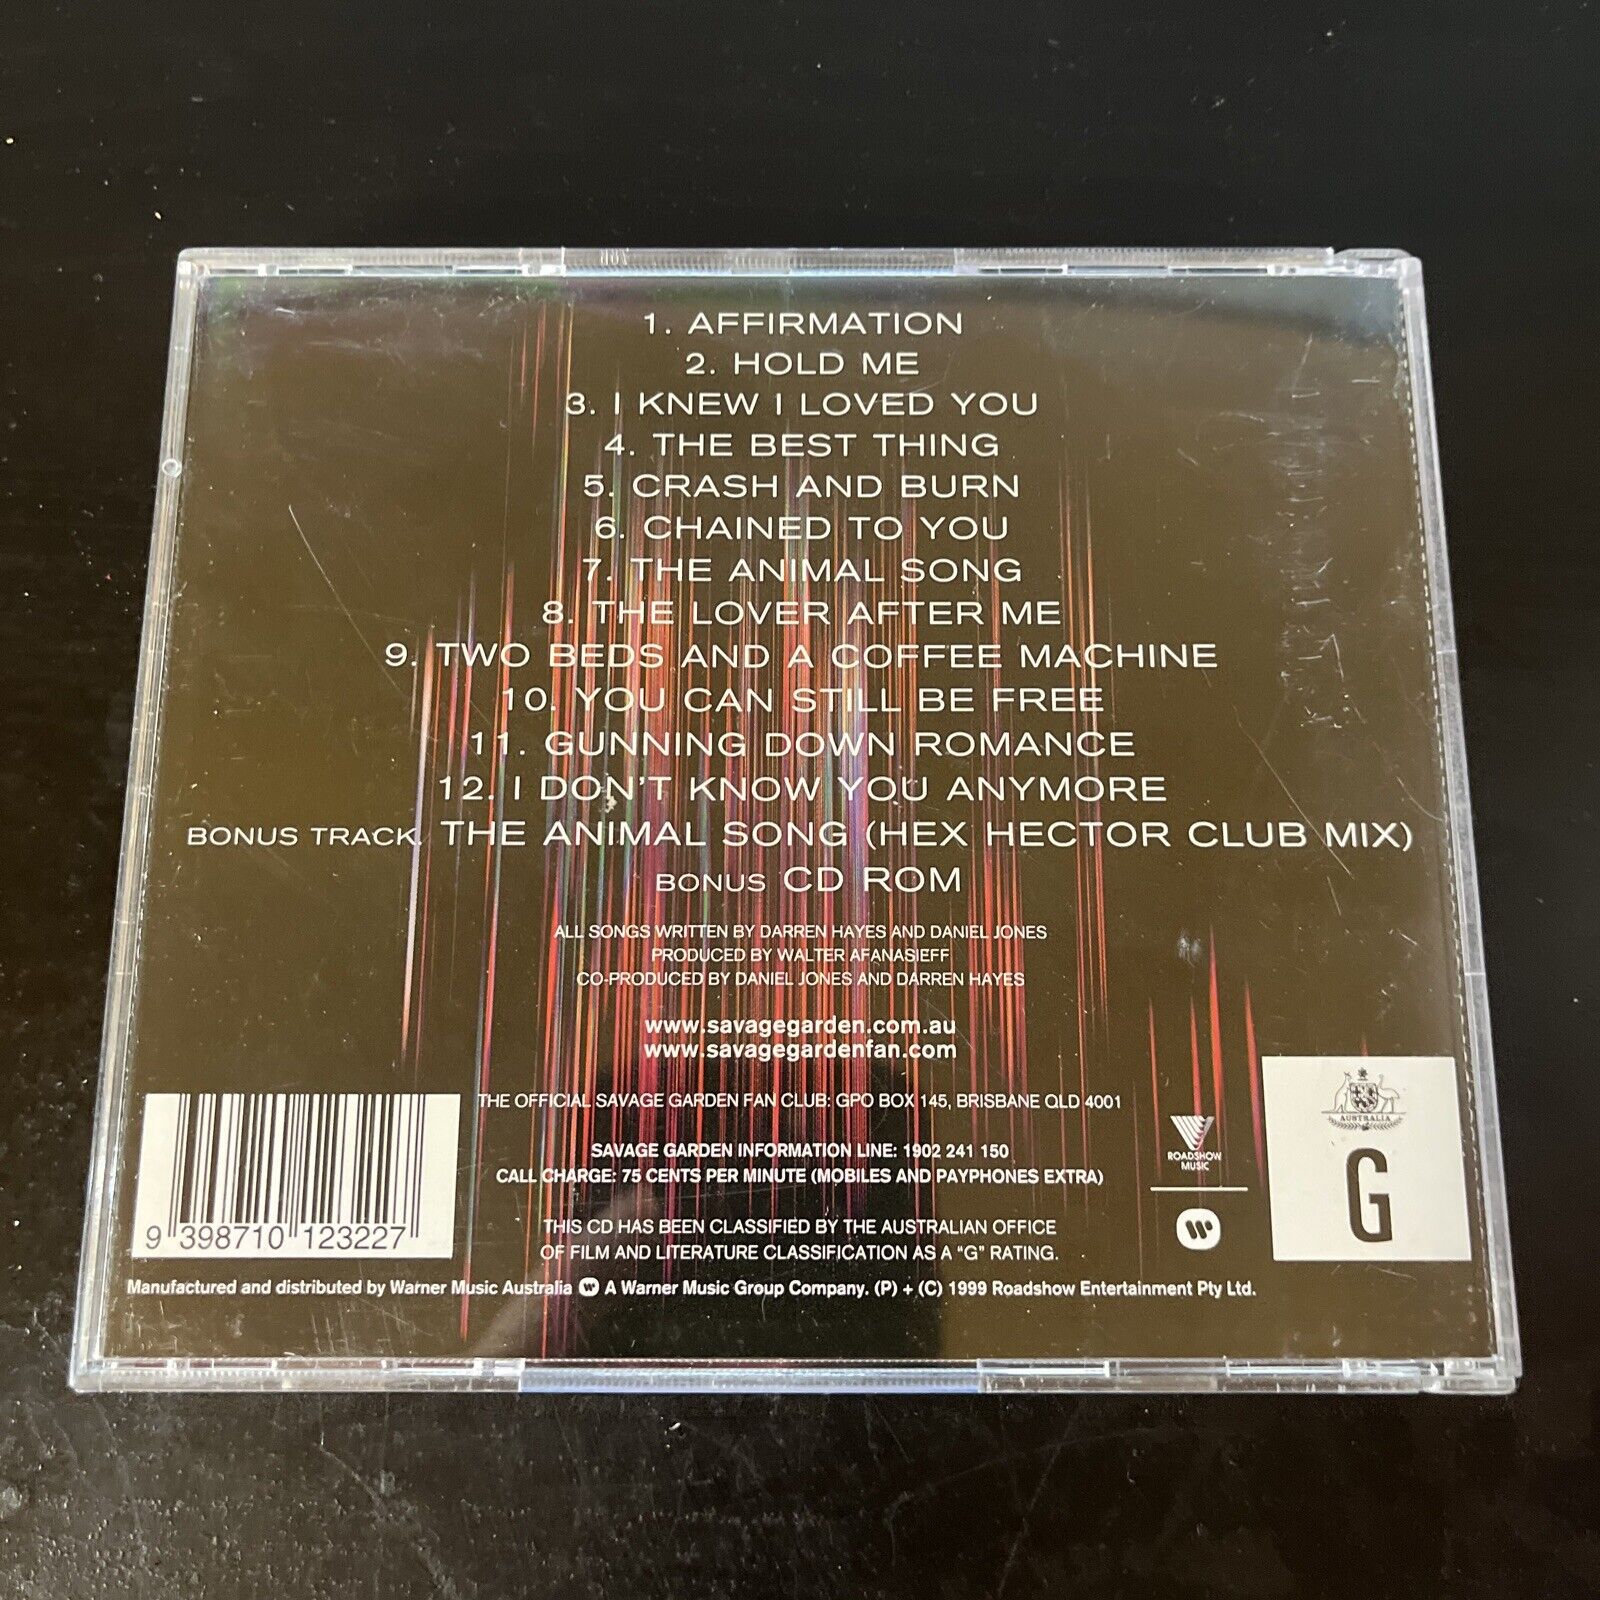 1. AFFIRMATION
2. HOLD ME
3. I KNEW I LOVED YOU
4. THE BEST THING
5. CRASH AND BURN
6. CHAINED TO YOU
7. THE ANIMAL SONG
8. THE LOVER AFTER ME
9. TWO BEDS AND A COFFEE MACHINE
10. YOU CAN STILL BE FREE
11. GUNNING DOWN ROMANCE
12. I DON'T KNOW YOU ANYMORE
BONUS TRACK. THE ANIMAL SONG (HEX HECTOR CLUB MIX)
BONUS CD ROM
ALL SONGS WRITTEN BY DARREN HAYES AND DANIEL JONES
PRODUCED BY WALTER AFANASIEFF
CO-PRODUCED BY DANIEL JONES AND DARREN HAYES
www.savagegarden.com.au
www.savagegardenfan.com
THE OFFICIAL SAVAGE GARDEN FAN CLUB: GPO BOX 145, BRISBANE QLD 4001
SAVAGE GARDEN INFORMATION LINE: 1902 241 150
CALL CHARGE: 75 CENTS PER MINUTE (MOBILES AND PAYPHONES EXTRA)
THIS CD HAS BEEN CLASSIFIED BY THE AUSTRALIAN OFFICE
OF FILM AND LITERATURE CLASSIFICATION AS A "G" RATING.
9 398710 123227
ROADSHOW
MUSIC
AUSTRALIA
G
Manufactured and distributed by Warner Music Australia A Warner Music Group Company. (P) + (C) 1999 Roadshow Entertainment Pty Ltd.